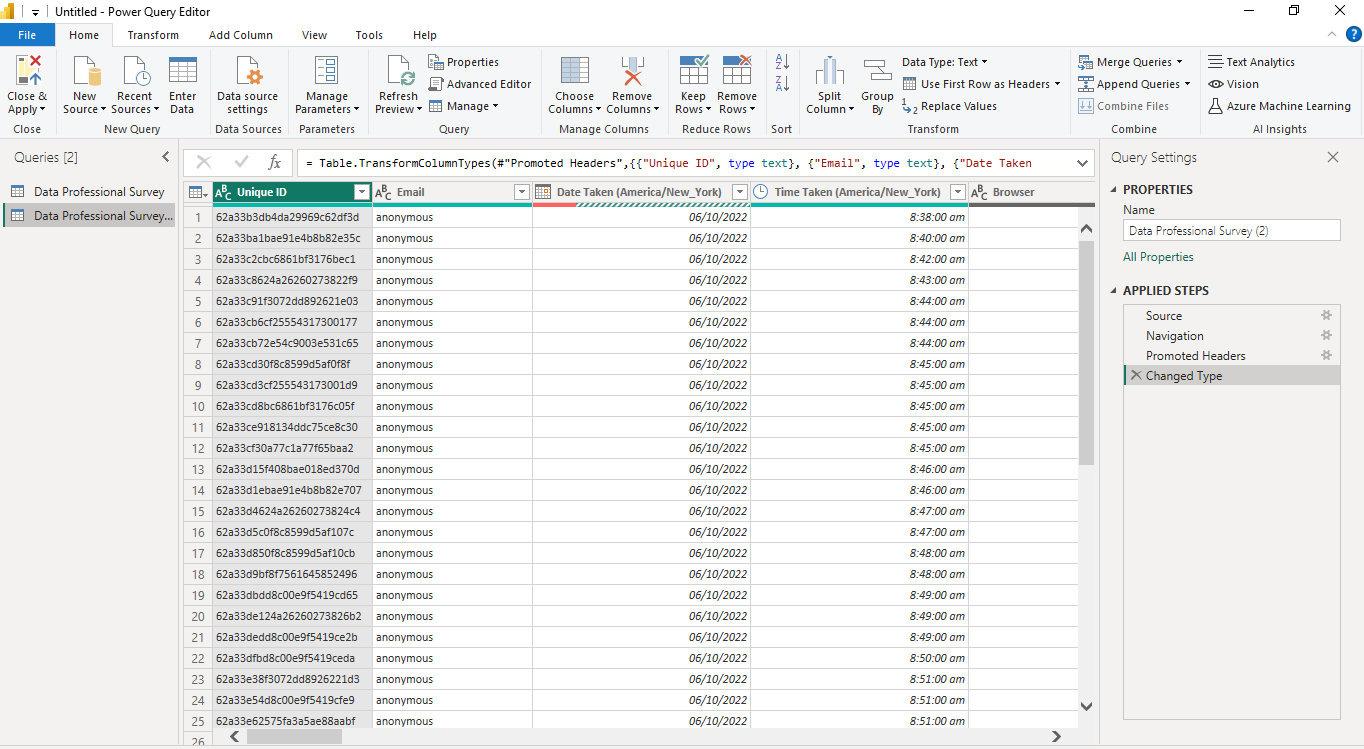 Untitled - Power Query Editor
File Home Transform Add Column View Tools Help
Close & Apply
New Source
Recent Sources
Enter Data
Data source settings
Manage Parameters
Refresh Preview
Properties
Advanced Editor
Manage
Choose Columns
Remove Columns
Keep Rows
Remove Rows
Split Column
Group By
Data Type: Text
Use First Row as Headers
Replace Values
Merge Queries
Append Queries
Combine Files
Text Analytics
Vision
Azure Machine Learning
Close New Query Data Sources Parameters Query Manage Columns Reduce Rows Sort Transform Combine AI Insights
Queries [2]
Data Professional Survey
Data Professional Survey...
= Table.TransformColumnTypes(#"Promoted Headers",{{"Unique ID", type text}, {"Email", type text}, {"Date Taken
Unique ID Email Date Taken (America/New_York) Time Taken (America/New_York) Browser
1 62a33b3db4da29969c62df3d anonymous 06/10/2022 8:38:00 am
2 62a33ba1bae91e4b8b82e35c anonymous 06/10/2022 8:40:00 am
3 62a33c2cbc6861bf3176bec1 anonymous 06/10/2022 8:42:00 am
4 62a33c8624a26260273822f9 anonymous 06/10/2022 8:43:00 am
5 62a33c91f3072dd892621e03 anonymous 06/10/2022 8:44:00 am
6 62a33cb6cf25554317300177 anonymous 06/10/2022 8:44:00 am
7 62a33cb72e54c9003e531c65 anonymous 06/10/2022 8:44:00 am
8 62a33cd30f8c8599d5af0f8f anonymous 06/10/2022 8:45:00 am
9 62a33cd3cf255543173001d9 anonymous 06/10/2022 8:45:00 am
10 62a33cd8bc6861bf3176c05f anonymous 06/10/2022 8:45:00 am
11 62a33ce918134ddc75ce8c30 anonymous 06/10/2022 8:45:00 am
12 62a33cf30a77c1a77f65baa2 anonymous 06/10/2022 8:45:00 am
13 62a33d15f408bae018ed370d anonymous 06/10/2022 8:46:00 am
14 62a33d1ebae91e4b8b82e707 anonymous 06/10/2022 8:46:00 am
15 62a33d4624a26260273824c4 anonymous 06/10/2022 8:47:00 am
16 62a33d5c0f8c8599d5af107c anonymous 06/10/2022 8:47:00 am
17 62a33d850f8c8599d5af10cb anonymous 06/10/2022 8:48:00 am
18 62a33d9bf8f7561645852496 anonymous 06/10/2022 8:48:00 am
19 62a33dbdd8c00e9f5419cd65 anonymous 06/10/2022 8:49:00 am
20 62a33de124a26260273826b2 anonymous 06/10/2022 8:49:00 am
21 62a33dedd8c00e9f5419ce2b anonymous 06/10/2022 8:49:00 am
22 62a33dfbd8c00e9f5419ceda anonymous 06/10/2022 8:50:00 am
23 62a33e38f3072dd8926221d3 anonymous 06/10/2022 8:51:00 am
24 62a33e54d8c00e9f5419cfe9 anonymous 06/10/2022 8:51:00 am
25 62a33e62575fa3a5ae88aabf anonymous 06/10/2022 8:51:00 am
26
Query Settings
PROPERTIES
Name
Data Professional Survey (2)
All Properties
APPLIED STEPS
Source
Navigation
Promoted Headers
Changed Type